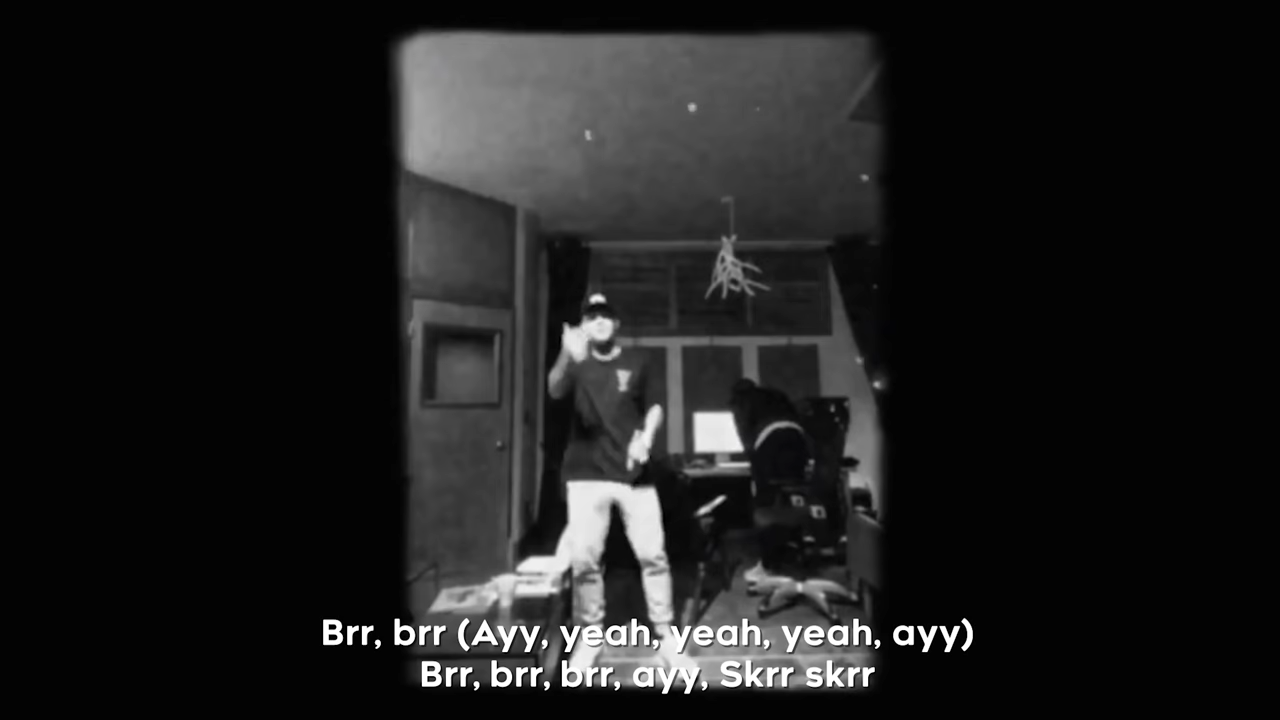 Brr, brr (Ayy, yeah, yeah, yeah, ayy)
Brr, brr, brr, ayy, Skrr skrr